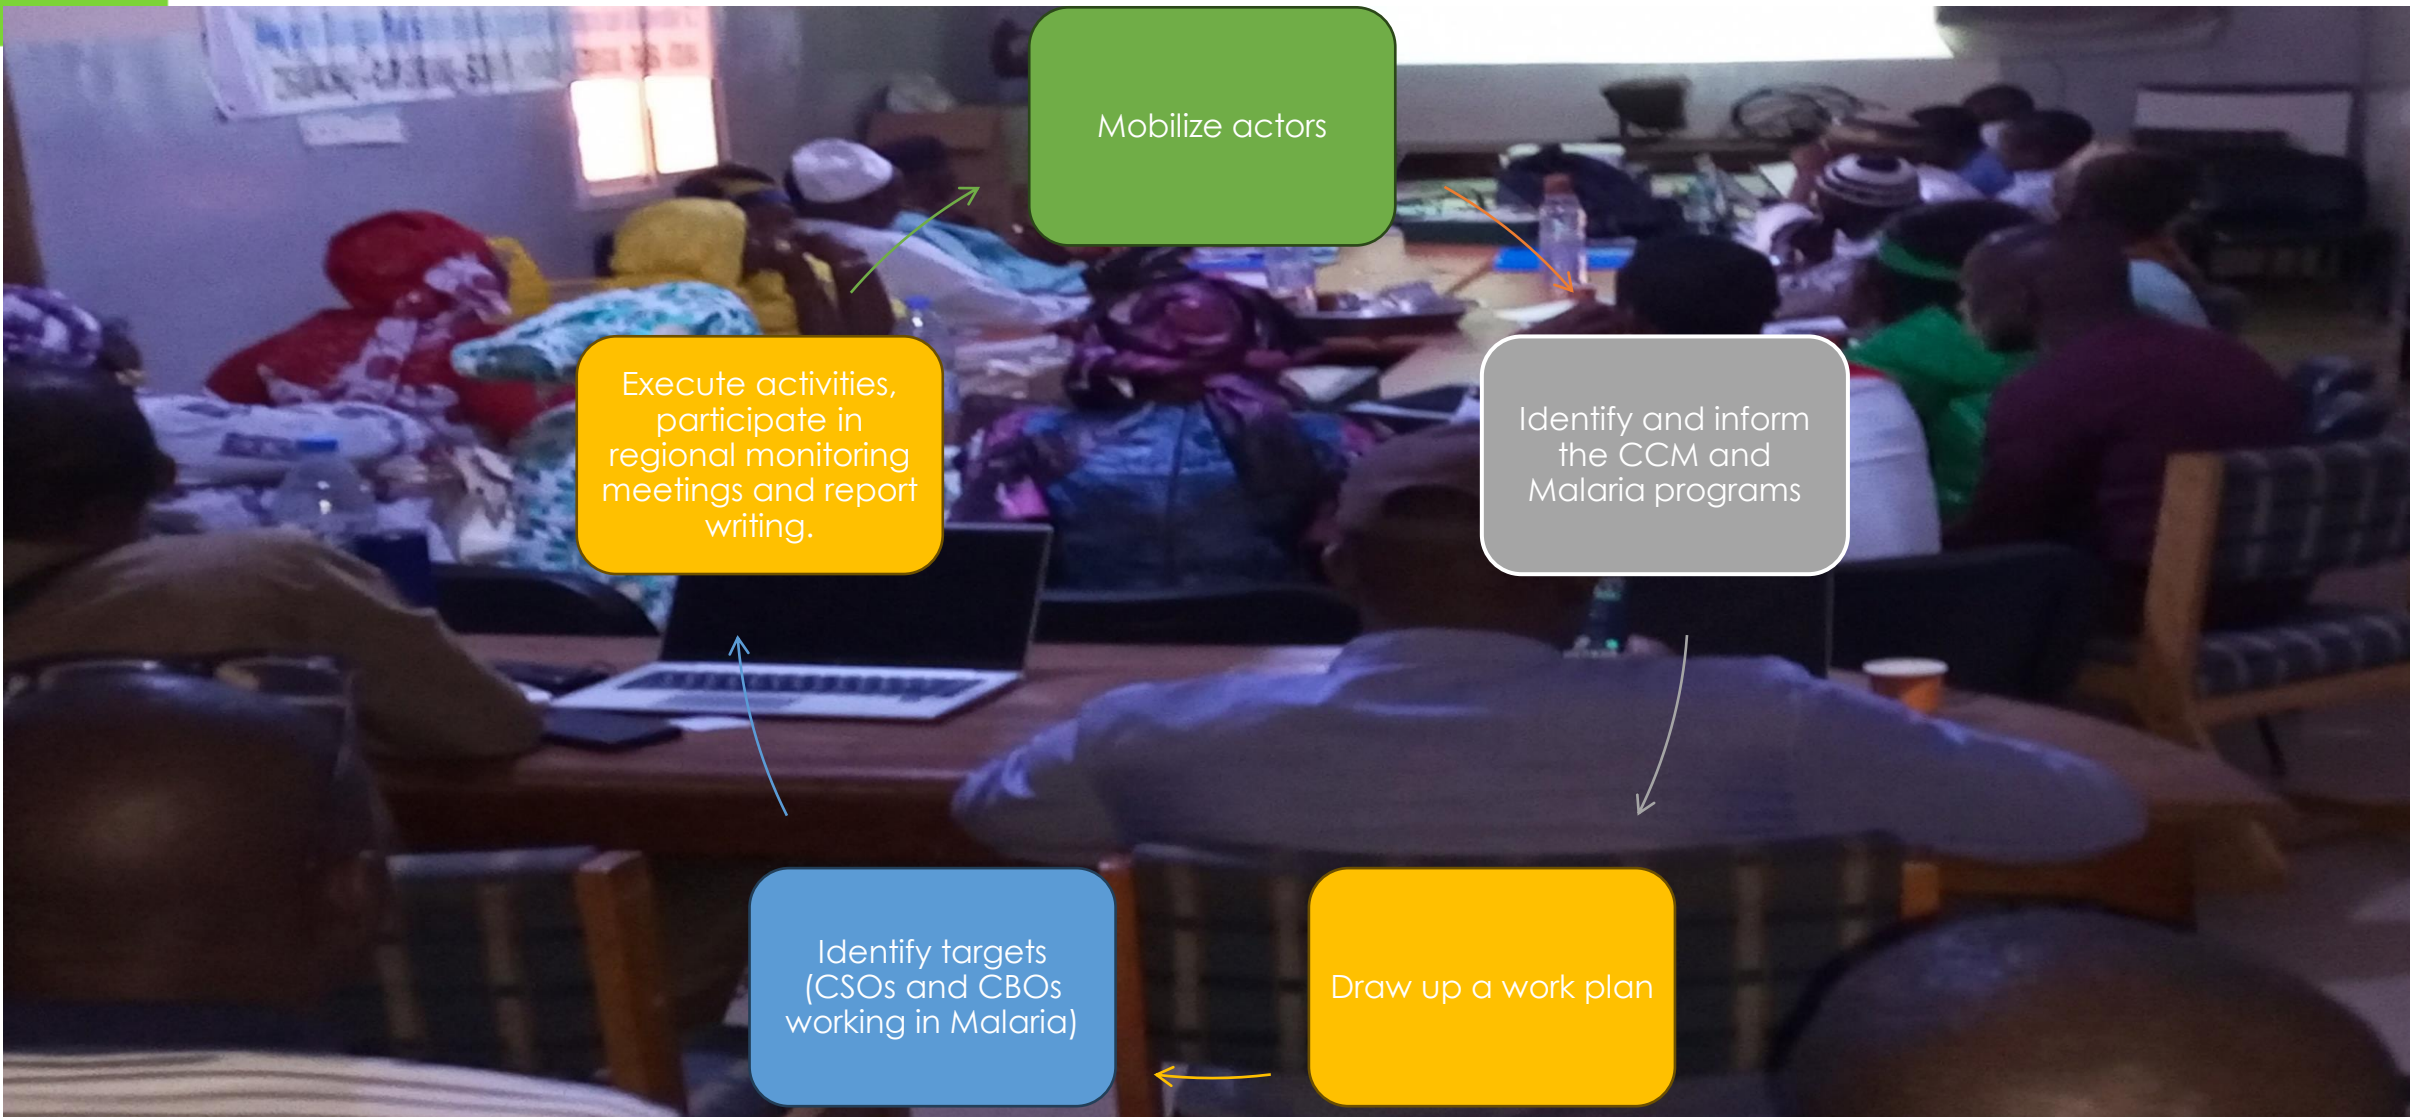 Mobilize actors
Identify and inform
the CCM and
Malaria programs
Draw up a work plan
Identify targets
(CSOs and CBOs
working in Malaria)
Execute activities,
participate in
regional monitoring
meetings and report
writing.